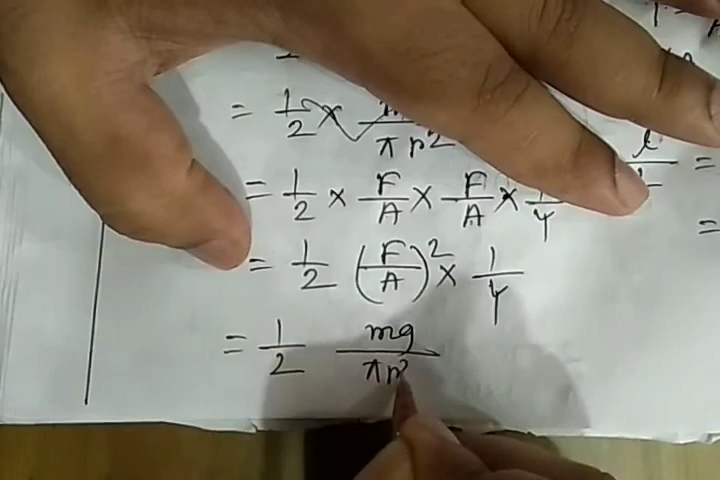 = 1/2 × m/πr²
= 1/2 × F/A × F/A × 1/Y
= 1/2 (F/A)² × 1/Y
= 1/2 mg/πr²